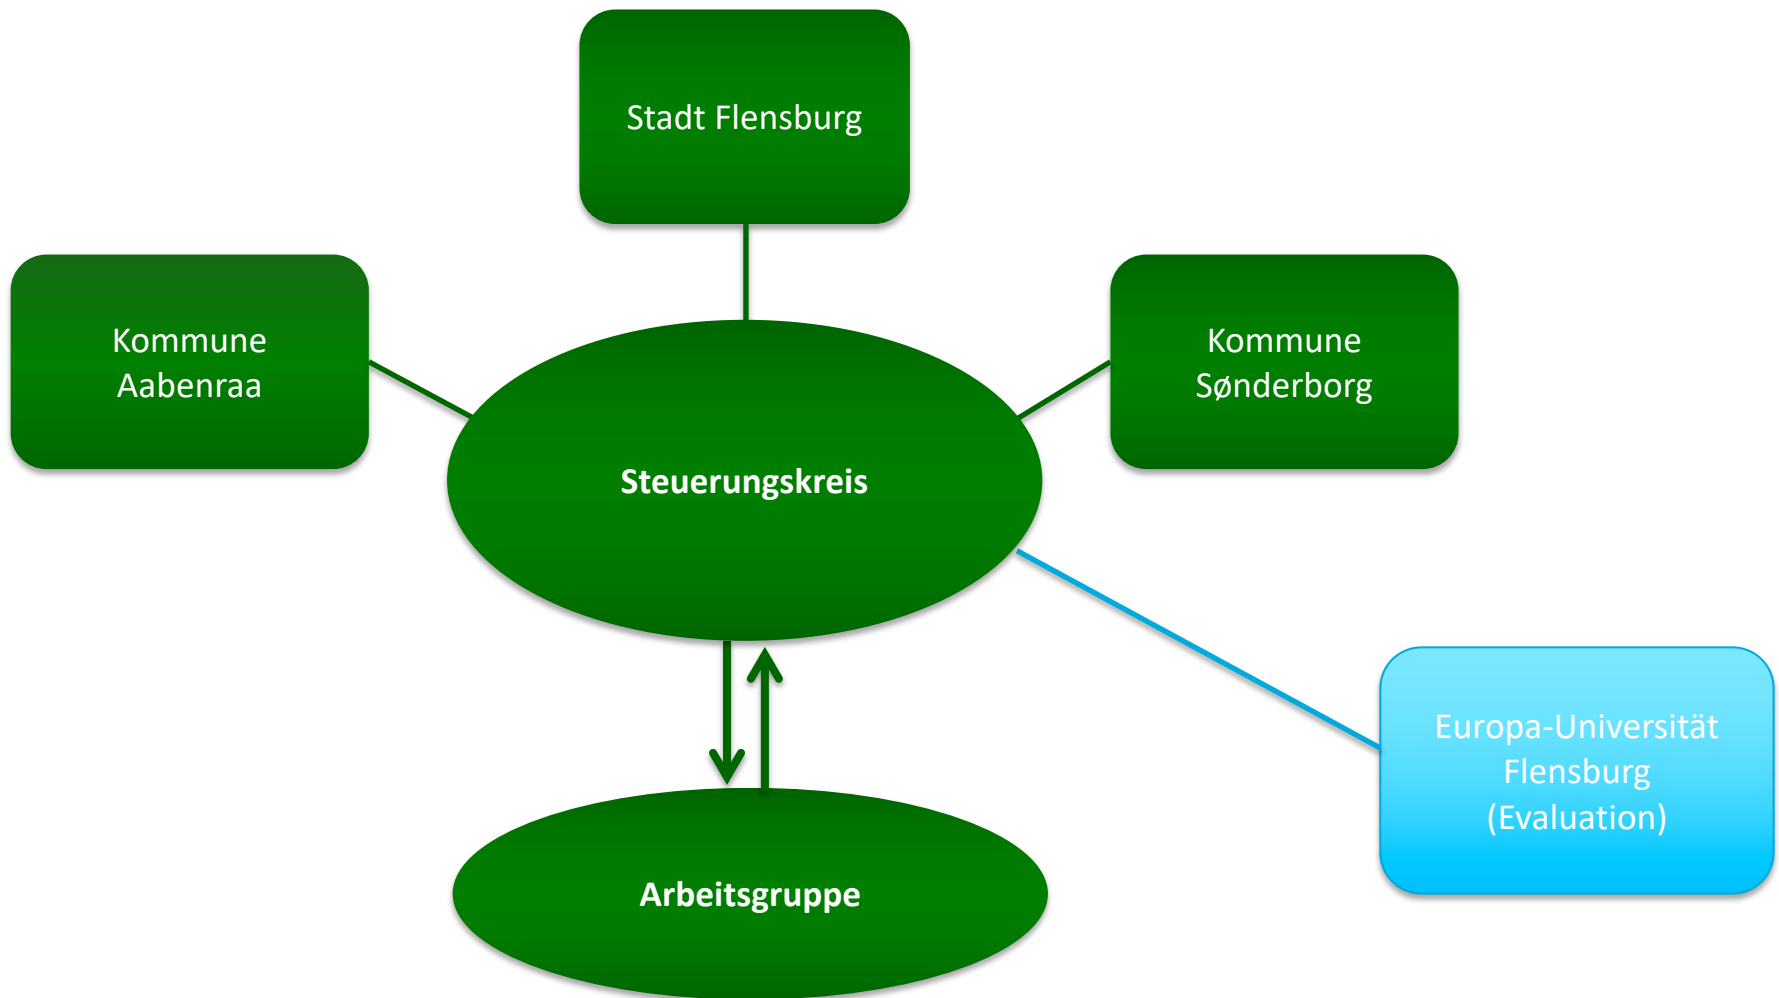 Stadt Flensburg
Kommune
Aabenraa
Kommune
Sønderborg
Steuerungskreis
Europa-Universität
Flensburg
(Evaluation)
Arbeitsgruppe